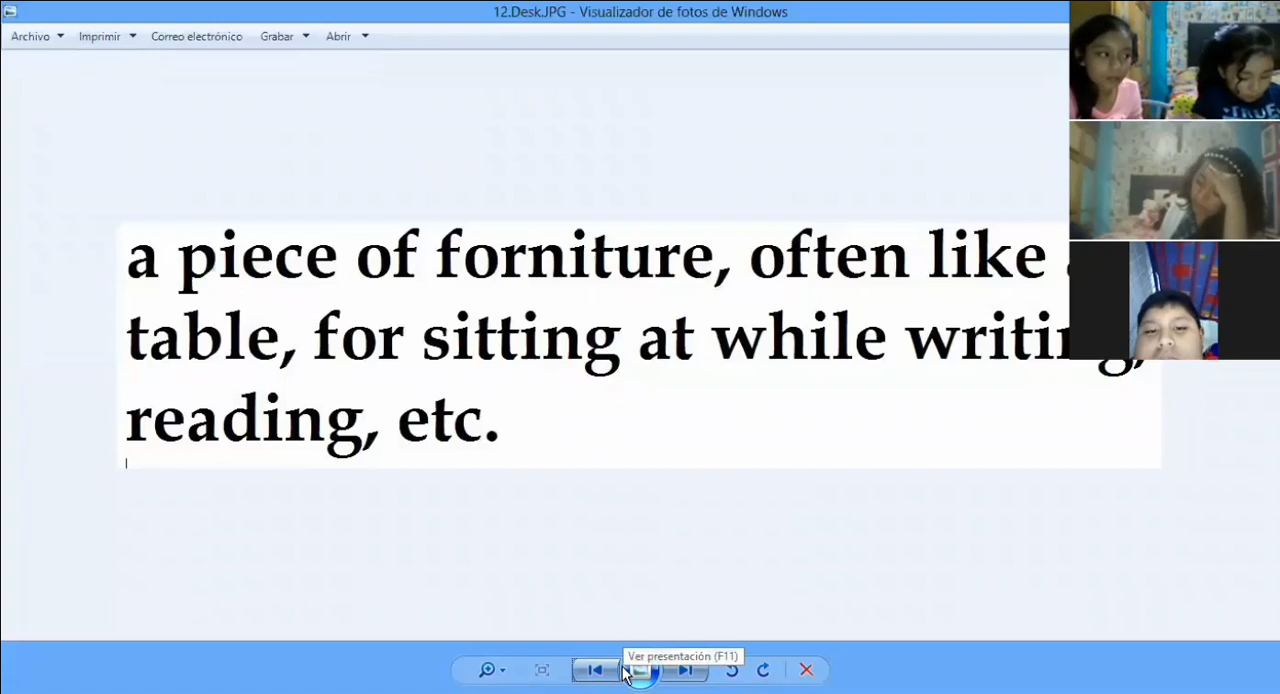 12.Desk.JPG - Visualizador de fotos de Windows
Archivo Imprimir Correo electrónico Grabar Abrir
a piece of forniture, often like
table, for sitting at while writing,
reading, etc.
Ver presentación (F11)